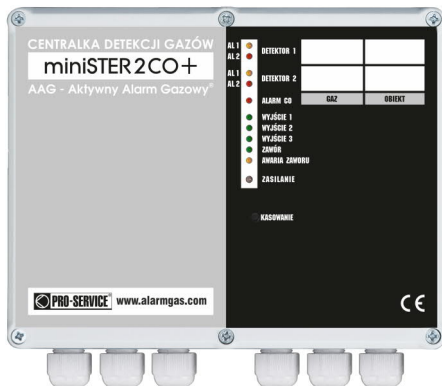 CENTRALKA DETEKCJI GAZÓW
miniSTER 2CO+
AAG - Aktywny Alarm Gazowy®
PRO-SERVICE® www.alarmgas.com
AL 1
AL 2
DETEKTOR 1
AL 1
AL 2
DETEKTOR 2
ALARM CO
GAZ OBIEKT
WYJŚCIE 1
WYJŚCIE 2
WYJŚCIE 3
ZAWÓR
AWARIA ZAWORU
ZASILANIE
KASOWANIE
CE